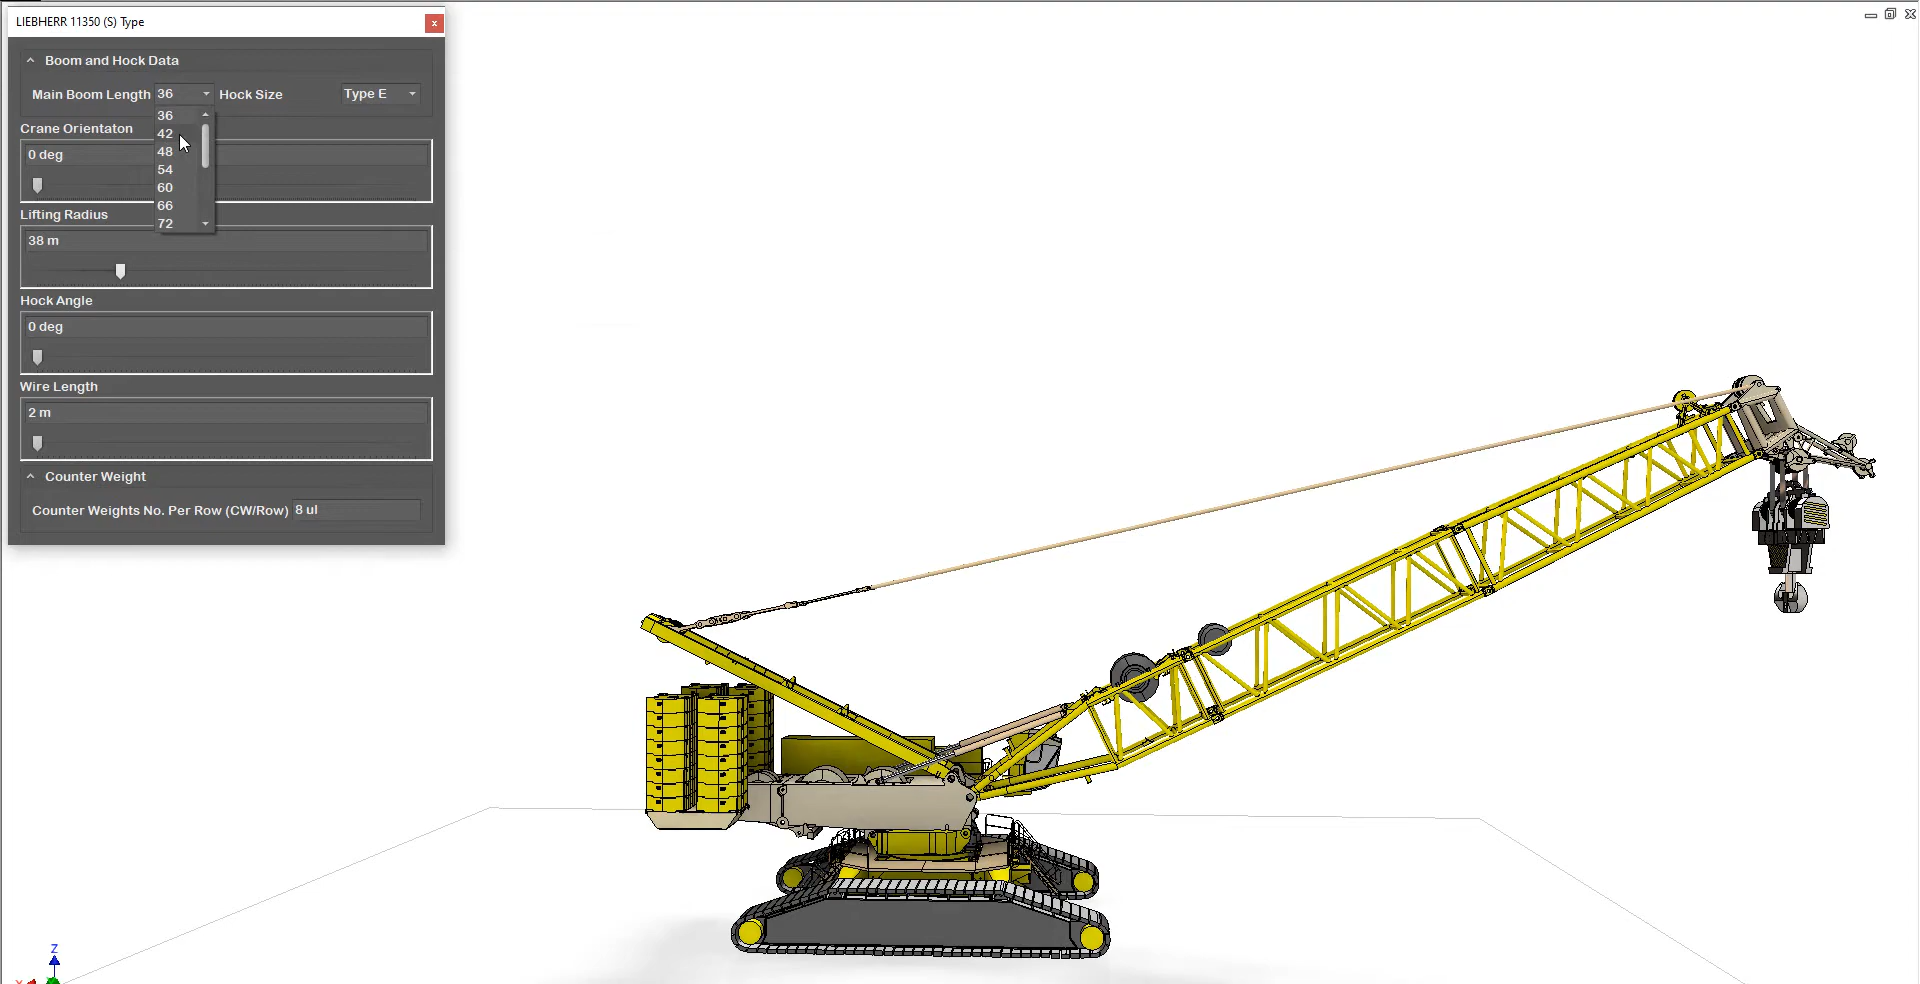 LIEBHERR 11350 (S) Type
x
Boom and Hock Data
Main Boom Length 36 Hock Size Type E
36
42
48
54
60
66
72
Crane Orientaton
0 deg
Lifting Radius
38 m
Hock Angle
0 deg
Wire Length
2 m
Counter Weight
Counter Weights No. Per Row (CW/Row) 8 ul
Z
X